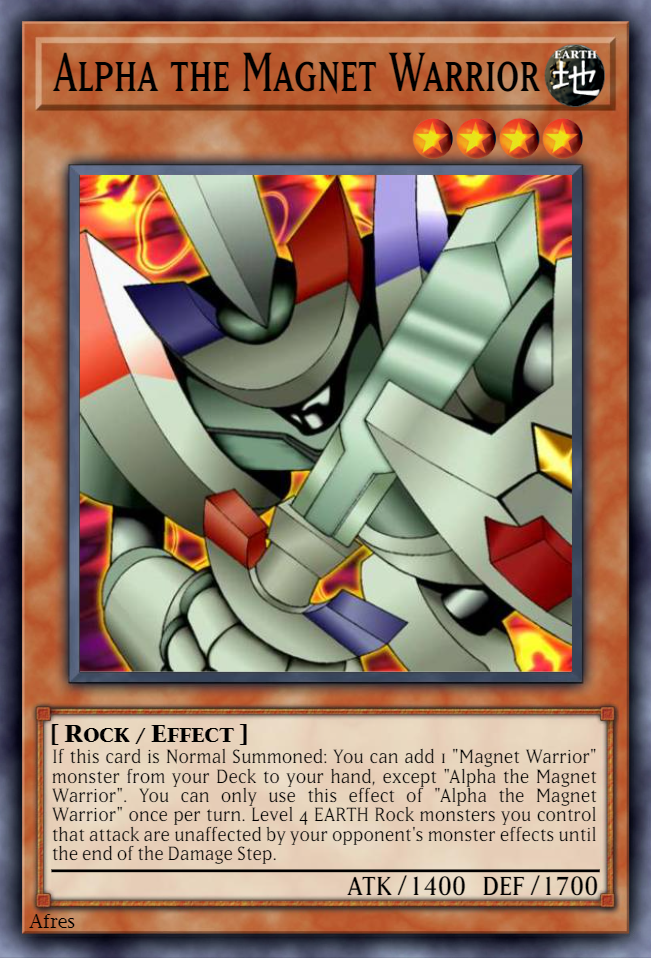 Alpha the Magnet Warrior
EARTH
地
[ Rock / Effect ]
If this card is Normal Summoned: You can add 1 "Magnet Warrior"
monster from your Deck to your hand, except "Alpha the Magnet
Warrior". You can only use this effect of "Alpha the Magnet
Warrior" once per turn. Level 4 EARTH Rock monsters you control
that attack are unaffected by your opponent's monster effects until
the end of the Damage Step.
ATK / 1400 DEF / 1700
Afres